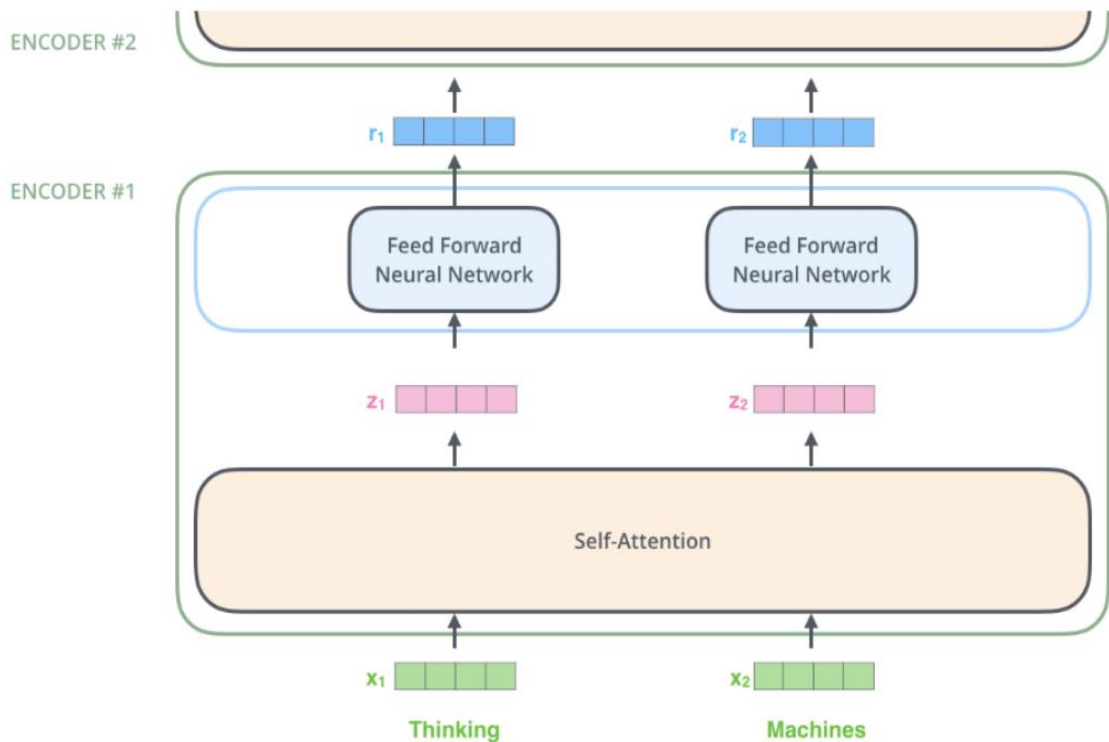 ENCODER #2
r₁
r₂
ENCODER #1
Feed Forward
Neural Network
Feed Forward
Neural Network
z₁
z₂
Self-Attention
x₁
x₂
Thinking
Machines